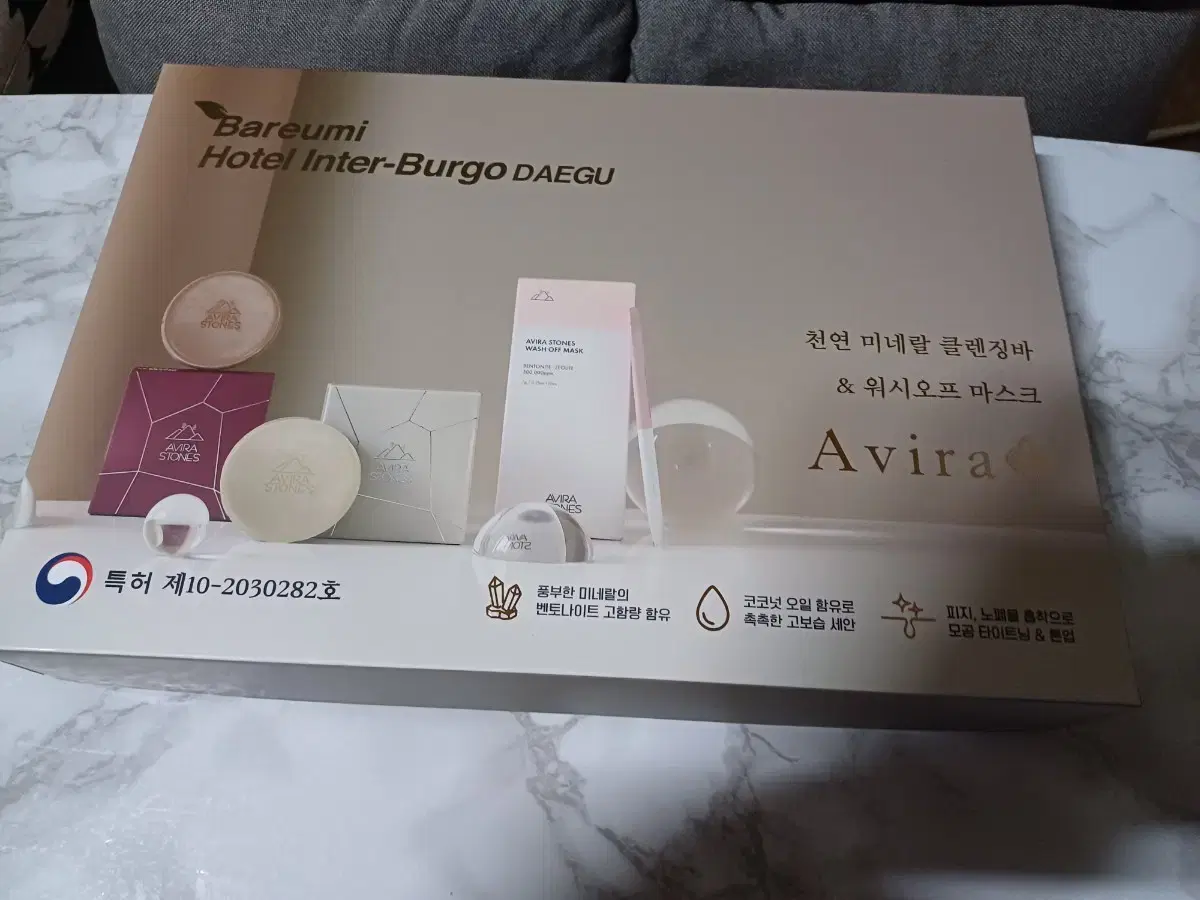 Bareumi
Hotel Inter-Burgo DAEGU
천연 미네랄 클렌징바
& 워시오프 마스크
Avira
AVIRA
STONES
AVIRA
STONES
AVIRA
STONES
AVIRA
STONES
AVIRA STONES
WASH OFF MASK
AVIRA
특허 제10-2030282호
풍부한 미네랄의
벤토나이트 고함량 함유
코코넛 오일 함유로
촉촉한 고보습 세안
피지, 노폐물 흡착으로
모공 타이트닝 & 톤업